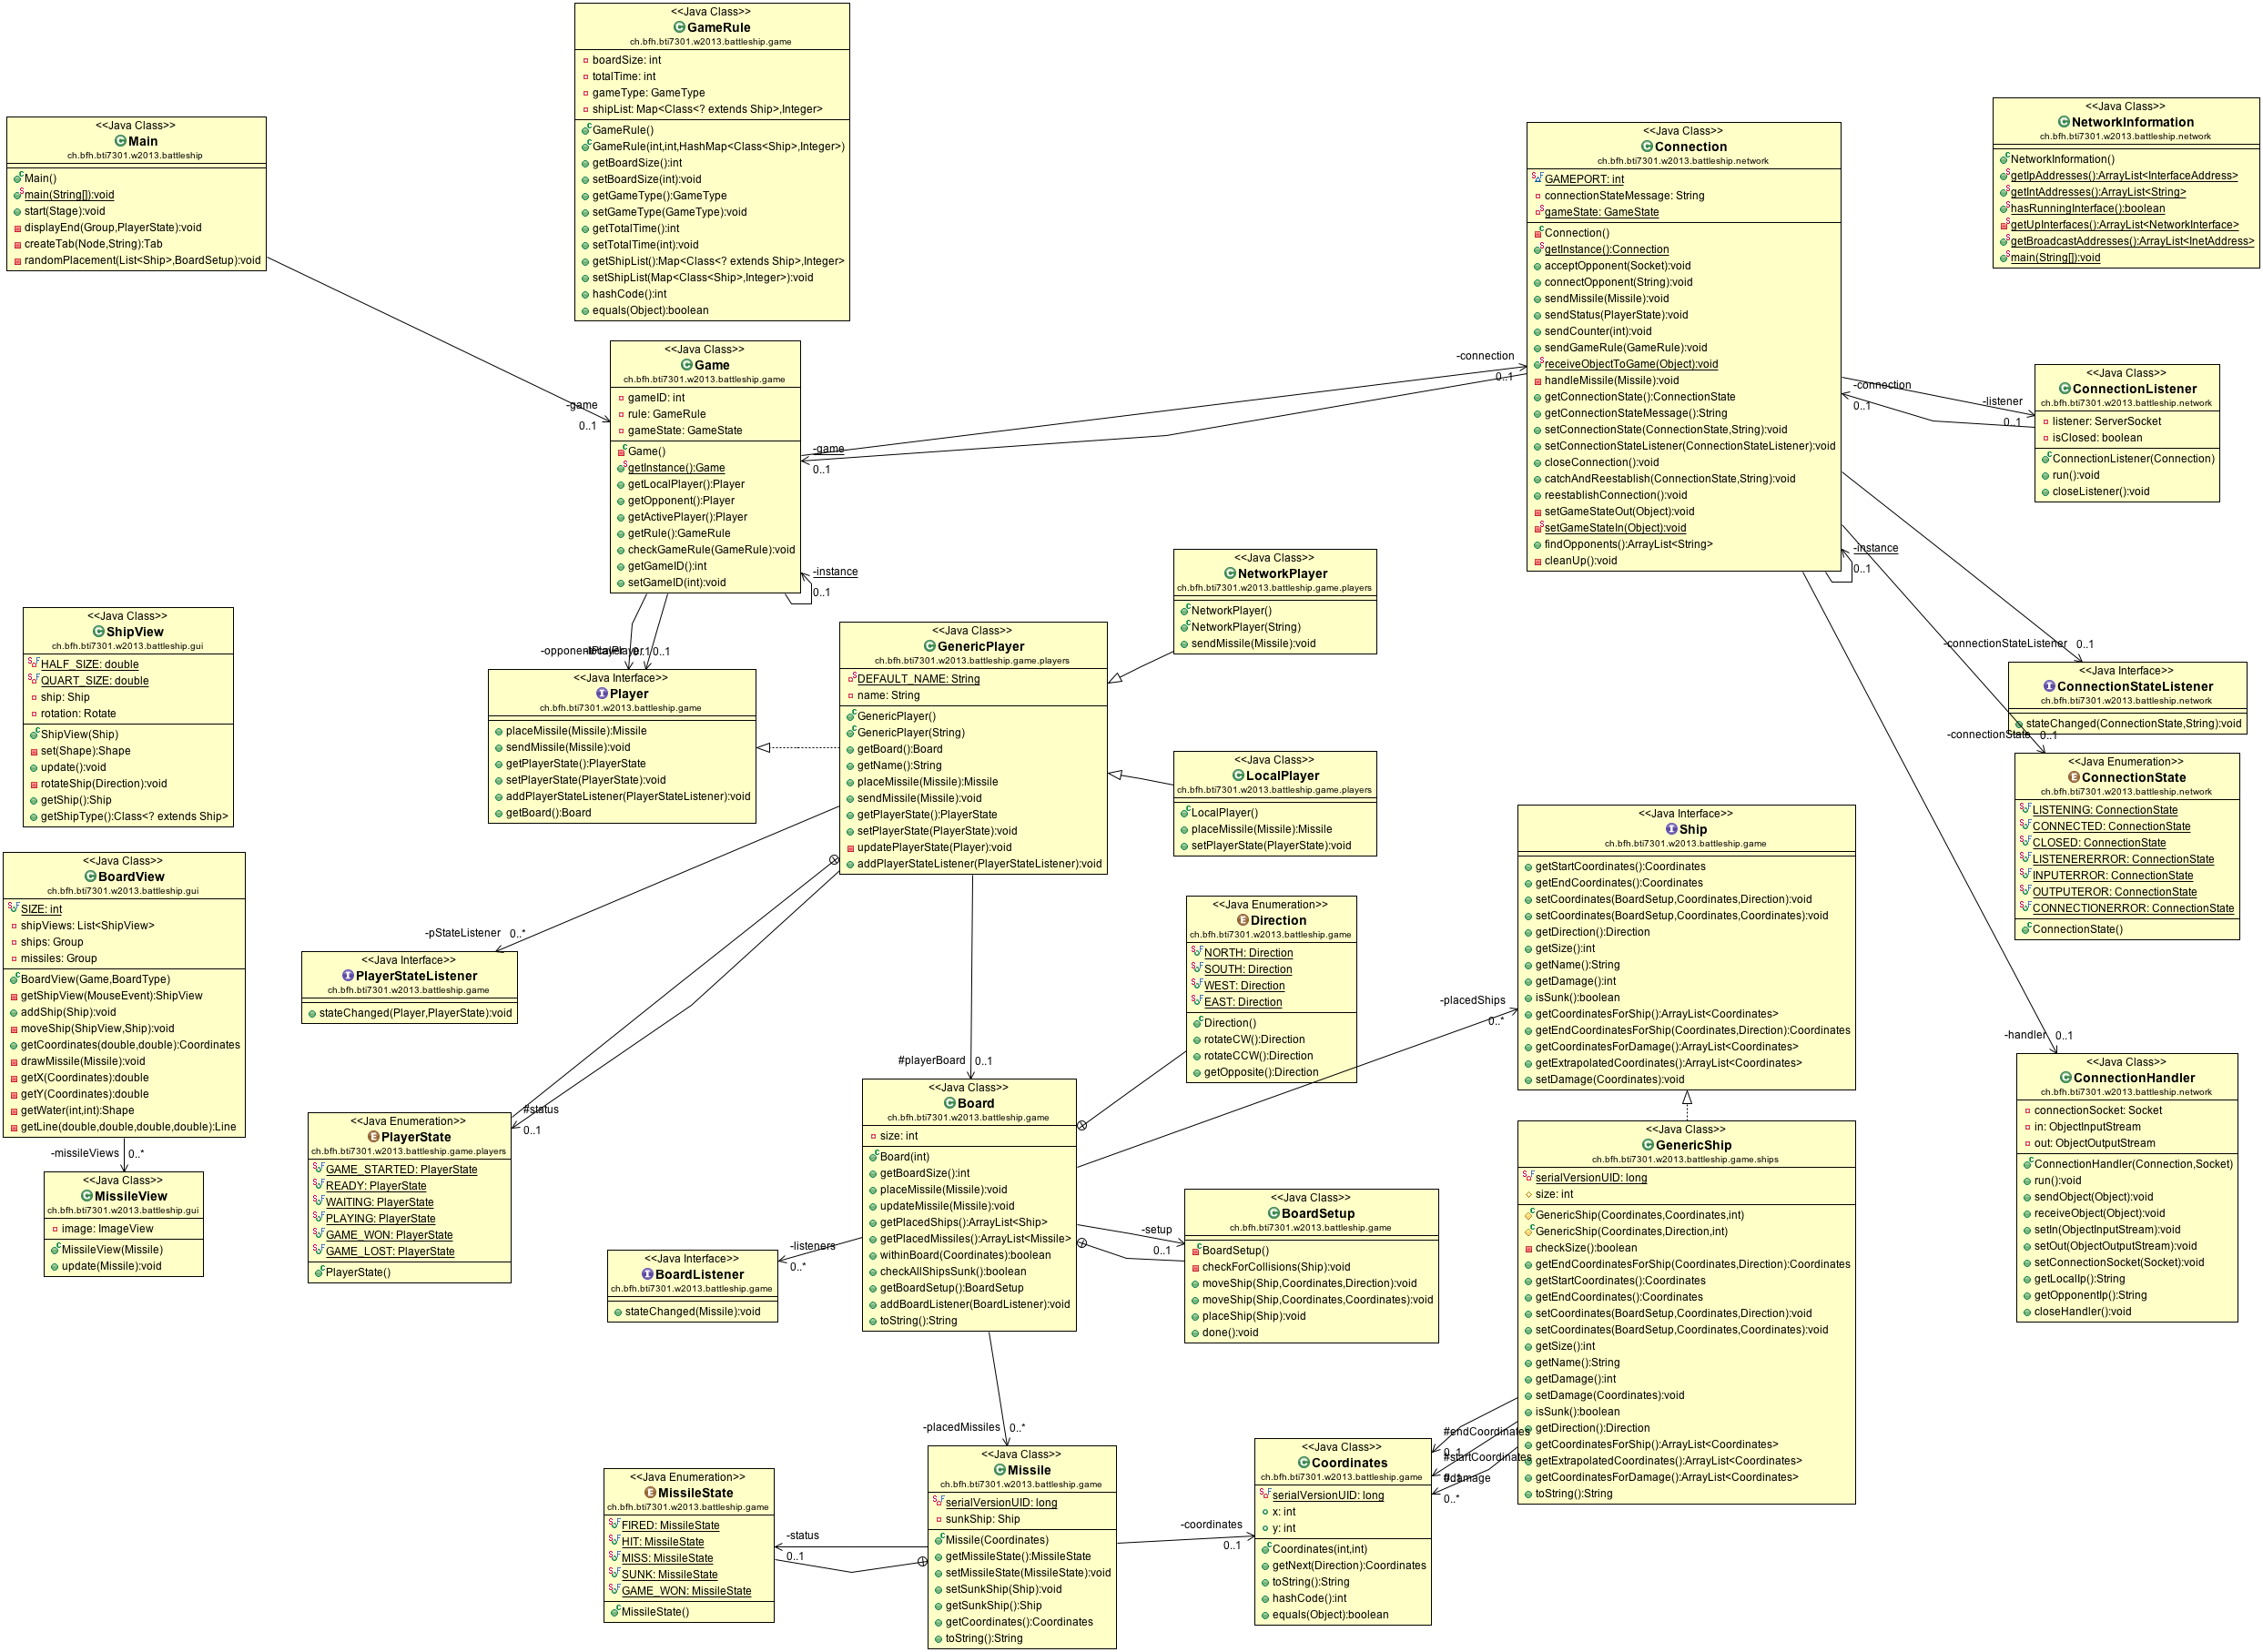 <<Java Class>>
GameRule
ch.bfh.bti7301.w2013.battleship.game
boardSize: int
totalTime: int
gameType: GameType
shipList: Map<Class<? extends Ship>,Integer>
GameRule()
GameRule(int,int,HashMap<Class<Ship>,Integer>)
getBoardSize():int
setBoardSize(int):void
getGameType():GameType
setGameType(GameType):void
getTotalTime():int
setTotalTime(int):void
getShipList():Map<Class<? extends Ship>,Integer>
setShipList(Map<Class<Ship>,Integer>):void
hashCode():int
equals(Object):boolean
<<Java Class>>
Main
ch.bfh.bti7301.w2013.battleship
Main()
main(String[]):void
start(Stage):void
displayEnd(Group,PlayerState):void
createTab(Node,String):Tab
randomPlacement(List<Ship>,BoardSetup):void
-game
0..1
<<Java Class>>
Game
ch.bfh.bti7301.w2013.battleship.game
gameID: int
rule: GameRule
gameState: GameState
Game()
getInstance():Game
getLocalPlayer():Player
getOpponent():Player
getActivePlayer():Player
getRule():GameRule
checkGameRule(GameRule):void
getGameID():int
setGameID(int):void
-game
0..1
-instance
0..1
-connection
0..1
<<Java Class>>
Connection
ch.bfh.bti7301.w2013.battleship.network
GAMEPORT: int
connectionStateMessage: String
gameState: GameState
Connection()
getInstance():Connection
acceptOpponent(Socket):void
connectOpponent(String):void
sendMissile(Missile):void
sendStatus(PlayerState):void
sendCounter(int):void
sendGameRule(GameRule):void
receiveObjectToGame(Object):void
handleMissile(Missile):void
getConnectionState():ConnectionState
getConnectionStateMessage():String
setConnectionState(ConnectionState,String):void
setConnectionStateListener(ConnectionStateListener):void
closeConnection():void
catchAndReestablish(ConnectionState,String):void
reestablishConnection():void
setGameStateOut(Object):void
setGameStateIn(Object):void
findOpponents():ArrayList<String>
cleanUp():void
-instance
0..1
<<Java Class>>
NetworkInformation
ch.bfh.bti7301.w2013.battleship.network
NetworkInformation()
getIpAddresses():ArrayList<InterfaceAddress>
getIntAddresses():ArrayList<String>
hasRunningInterface():boolean
getUpInterfaces():ArrayList<NetworkInterface>
getBroadcastAddresses():ArrayList<InetAddress>
main(String[]):void
-connection
0..1
-listener
0..1
<<Java Class>>
ConnectionListener
ch.bfh.bti7301.w2013.battleship.network
listener: ServerSocket
isClosed: boolean
ConnectionListener(Connection)
run():void
closeListener():void
-connectionStateListener
0..1
<<Java Interface>>
ConnectionStateListener
ch.bfh.bti7301.w2013.battleship.network
stateChanged(ConnectionState,String):void
-connectionState
0..1
<<Java Enumeration>>
ConnectionState
ch.bfh.bti7301.w2013.battleship.network
LISTENING: ConnectionState
CONNECTED: ConnectionState
CLOSED: ConnectionState
LISTENERERROR: ConnectionState
INPUTERROR: ConnectionState
OUTPUTEROR: ConnectionState
CONNECTIONERROR: ConnectionState
ConnectionState()
-handler
0..1
<<Java Class>>
ConnectionHandler
ch.bfh.bti7301.w2013.battleship.network
connectionSocket: Socket
in: ObjectInputStream
out: ObjectOutputStream
ConnectionHandler(Connection,Socket)
run():void
sendObject(Object):void
receiveObject(Object):void
setIn(ObjectInputStream):void
setOut(ObjectOutputStream):void
setConnectionSocket(Socket):void
getLocalIp():String
getOpponentIp():String
closeHandler():void
<<Java Class>>
ShipView
ch.bfh.bti7301.w2013.battleship.gui
HALF_SIZE: double
QUART_SIZE: double
ship: Ship
rotation: Rotate
ShipView(Ship)
set(Shape):Shape
update():void
rotateShip(Direction):void
getShip():Ship
getShipType():Class<? extends Ship>
<<Java Class>>
BoardView
ch.bfh.bti7301.w2013.battleship.gui
SIZE: int
shipViews: List<ShipView>
ships: Group
missiles: Group
BoardView(Game,BoardType)
getShipView(MouseEvent):ShipView
addShip(Ship):void
moveShip(ShipView,Ship):void
getCoordinates(double,double):Coordinates
drawMissile(Missile):void
getX(Coordinates):double
getY(Coordinates):double
getWater(int,int):Shape
getLine(double,double,double,double):Line
-missileViews
0..*
<<Java Class>>
MissileView
ch.bfh.bti7301.w2013.battleship.gui
image: ImageView
MissileView(Missile)
update(Missile):void
0..1
0..1
<<Java Interface>>
Player
ch.bfh.bti7301.w2013.battleship.game
placeMissile(Missile):Missile
sendMissile(Missile):void
getPlayerState():PlayerState
setPlayerState(PlayerState):void
addPlayerStateListener(PlayerStateListener):void
getBoard():Board
<<Java Class>>
GenericPlayer
ch.bfh.bti7301.w2013.battleship.game.players
DEFAULT_NAME: String
name: String
GenericPlayer()
GenericPlayer(String)
getBoard():Board
getName():String
placeMissile(Missile):Missile
sendMissile(Missile):void
getPlayerState():PlayerState
setPlayerState(PlayerState):void
updatePlayerState(Player):void
addPlayerStateListener(PlayerStateListener):void
<<Java Class>>
NetworkPlayer
ch.bfh.bti7301.w2013.battleship.game.players
NetworkPlayer()
NetworkPlayer(String)
sendMissile(Missile):void
<<Java Class>>
LocalPlayer
ch.bfh.bti7301.w2013.battleship.game.players
LocalPlayer()
placeMissile(Missile):Missile
setPlayerState(PlayerState):void
-pStateListener
0..*
<<Java Interface>>
PlayerStateListener
ch.bfh.bti7301.w2013.battleship.game
stateChanged(Player,PlayerState):void
#status
0..1
<<Java Enumeration>>
PlayerState
ch.bfh.bti7301.w2013.battleship.game.players
GAME_STARTED: PlayerState
READY: PlayerState
WAITING: PlayerState
PLAYING: PlayerState
GAME_WON: PlayerState
GAME_LOST: PlayerState
PlayerState()
<<Java Enumeration>>
Direction
ch.bfh.bti7301.w2013.battleship.game
NORTH: Direction
SOUTH: Direction
WEST: Direction
EAST: Direction
Direction()
rotateCW():Direction
rotateCCW():Direction
getOpposite():Direction
#playerBoard
0..1
<<Java Class>>
Board
ch.bfh.bti7301.w2013.battleship.game
size: int
Board(int)
getBoardSize():int
placeMissile(Missile):void
updateMissile(Missile):void
getPlacedShips():ArrayList<Ship>
getPlacedMissiles():ArrayList<Missile>
withinBoard(Coordinates):boolean
checkAllShipsSunk():boolean
getBoardSetup():BoardSetup
addBoardListener(BoardListener):void
toString():String
-placedShips
0..*
<<Java Interface>>
Ship
ch.bfh.bti7301.w2013.battleship.game
getStartCoordinates():Coordinates
getEndCoordinates():Coordinates
setCoordinates(BoardSetup,Coordinates,Direction):void
setCoordinates(BoardSetup,Coordinates,Coordinates):void
getDirection():Direction
getSize():int
getName():String
getDamage():int
isSunk():boolean
getCoordinatesForShip():ArrayList<Coordinates>
getEndCoordinatesForShip(Coordinates,Direction):Coordinates
getCoordinatesForDamage():ArrayList<Coordinates>
getExtrapolatedCoordinates():ArrayList<Coordinates>
setDamage(Coordinates):void
<<Java Class>>
GenericShip
ch.bfh.bti7301.w2013.battleship.game.ships
serialVersionUID: long
size: int
GenericShip(Coordinates,Coordinates,int)
GenericShip(Coordinates,Direction,int)
checkSize():boolean
getEndCoordinatesForShip(Coordinates,Direction):Coordinates
getStartCoordinates():Coordinates
getEndCoordinates():Coordinates
setCoordinates(BoardSetup,Coordinates,Direction):void
setCoordinates(BoardSetup,Coordinates,Coordinates):void
getSize():int
getName():String
getDamage():int
setDamage(Coordinates):void
isSunk():boolean
getDirection():Direction
getCoordinatesForShip():ArrayList<Coordinates>
getExtrapolatedCoordinates():ArrayList<Coordinates>
getCoordinatesForDamage():ArrayList<Coordinates>
toString():String
-listeners
0..*
<<Java Interface>>
BoardListener
ch.bfh.bti7301.w2013.battleship.game
stateChanged(Missile):void
-setup
0..1
<<Java Class>>
BoardSetup
ch.bfh.bti7301.w2013.battleship.game
BoardSetup()
checkForCollisions(Ship):void
moveShip(Ship,Coordinates,Direction):void
moveShip(Ship,Coordinates,Coordinates):void
placeShip(Ship):void
done():void
-placedMissiles
0..*
<<Java Class>>
Missile
ch.bfh.bti7301.w2013.battleship.game
serialVersionUID: long
sunkShip: Ship
Missile(Coordinates)
getMissileState():MissileState
setMissileState(MissileState):void
setSunkShip(Ship):void
getSunkShip():Ship
getCoordinates():Coordinates
toString():String
-status
0..1
<<Java Enumeration>>
MissileState
ch.bfh.bti7301.w2013.battleship.game
FIRED: MissileState
HIT: MissileState
MISS: MissileState
SUNK: MissileState
GAME_WON: MissileState
MissileState()
-coordinates
0..1
<<Java Class>>
Coordinates
ch.bfh.bti7301.w2013.battleship.game
serialVersionUID: long
x: int
y: int
Coordinates(int,int)
getNext(Direction):Coordinates
toString():String
hashCode():int
equals(Object):boolean
#endCoordinates
0..1
#startCoordinates
#damage
0..*